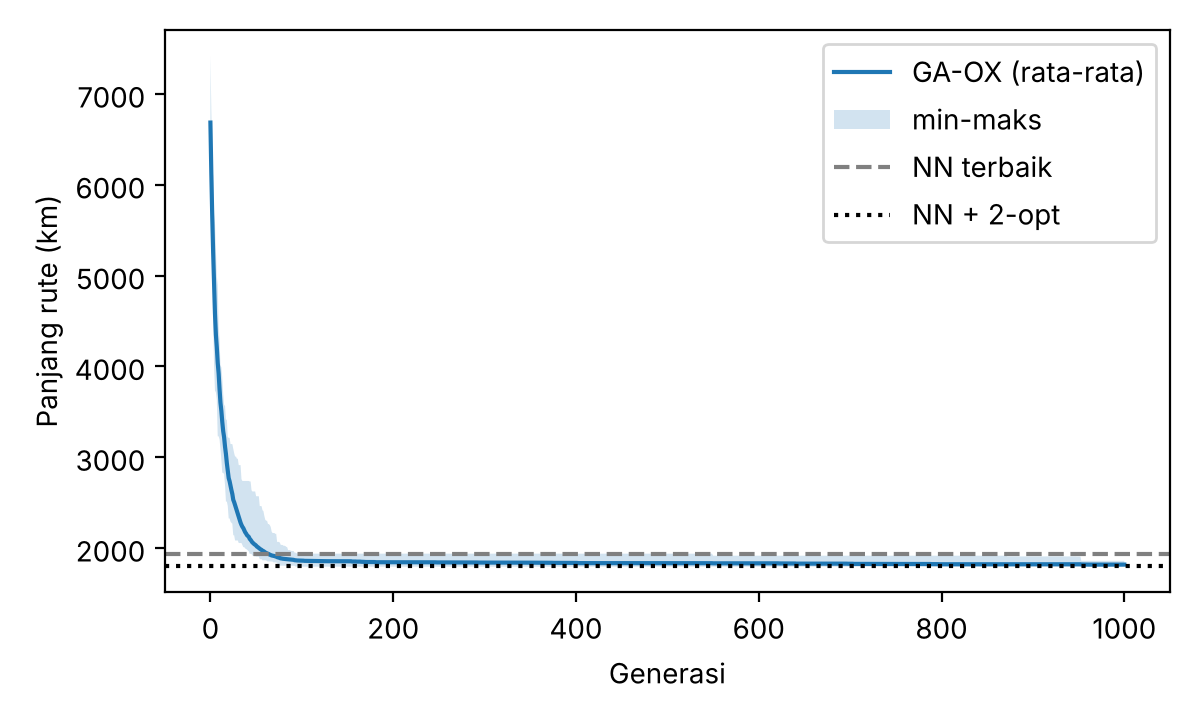 GA-OX (rata-rata)
min-maks
NN terbaik
NN + 2-opt
Panjang rute (km)
7000
6000
5000
4000
3000
2000
0 200 400 600 800 1000
Generasi